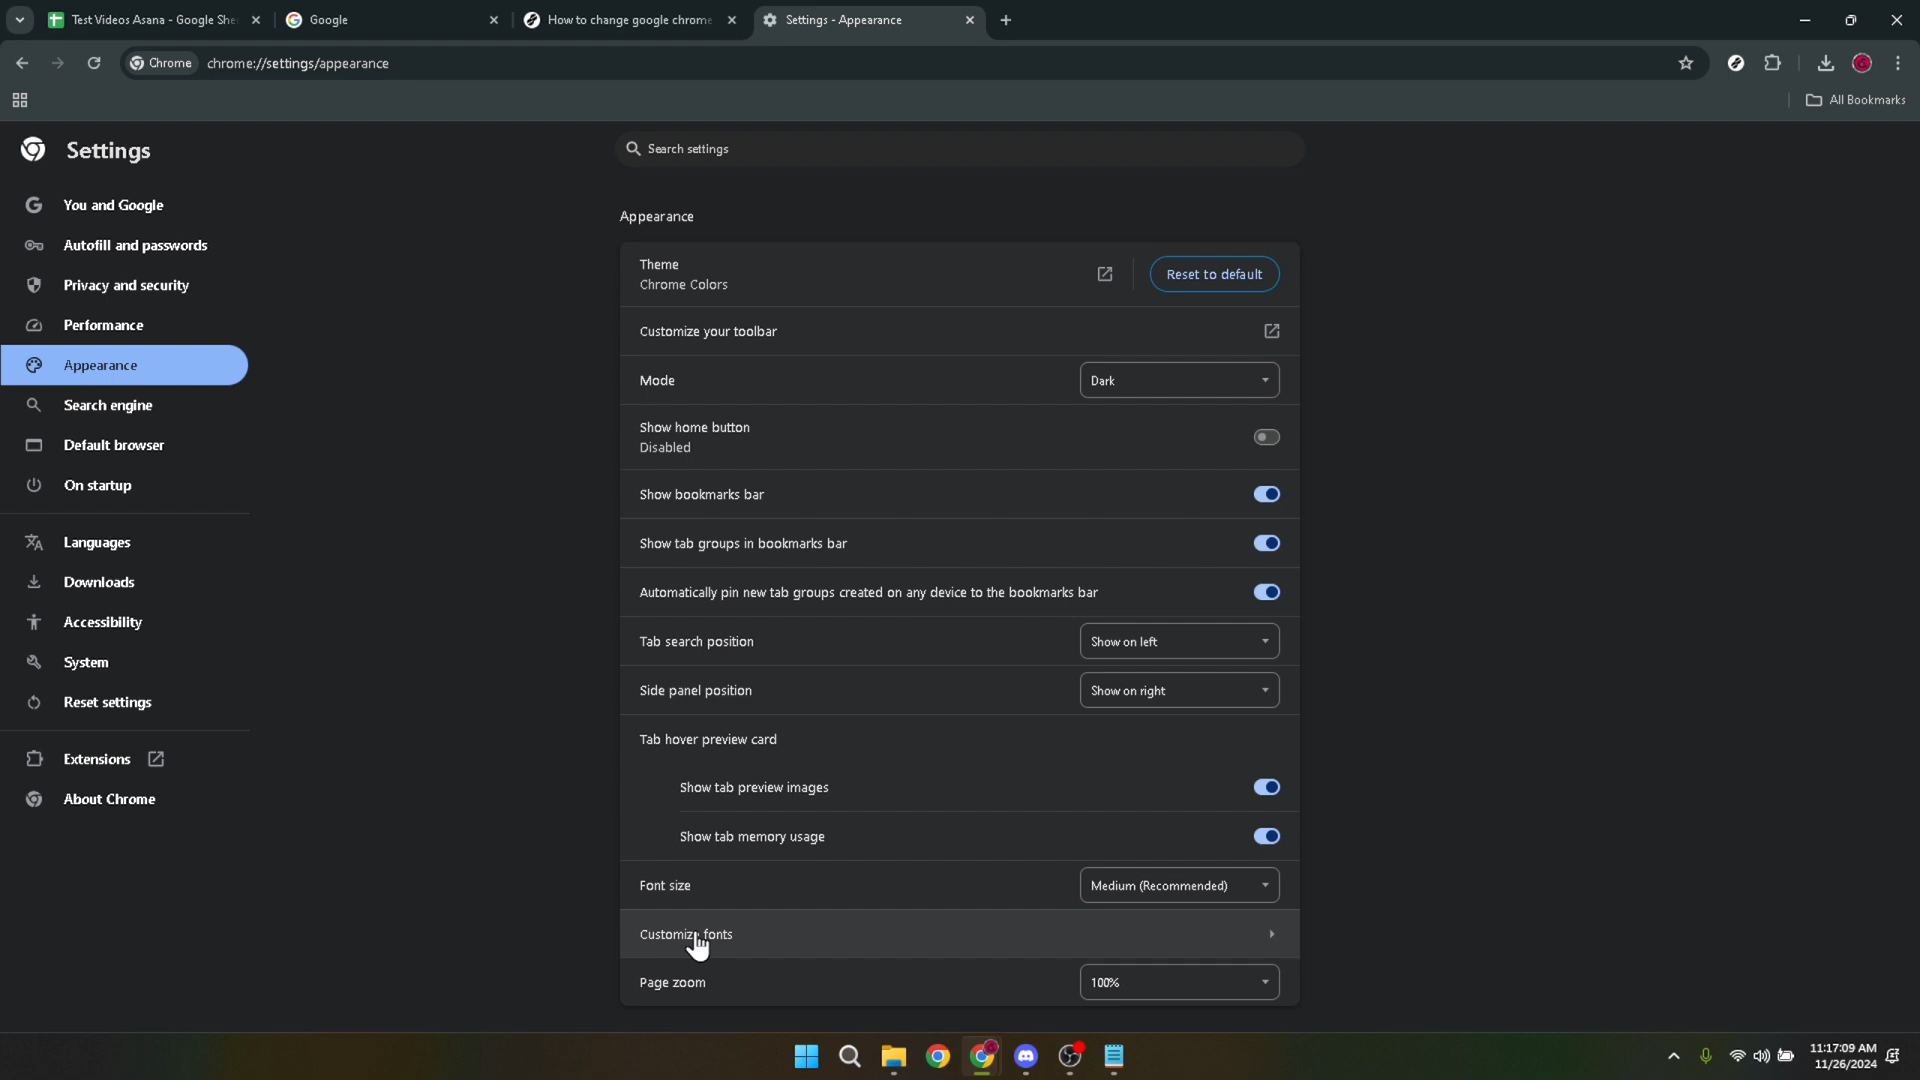 Test Videos Asana - Google She
Google
How to change google chrome
Settings - Appearance
Chrome
chrome://settings/appearance
All Bookmarks
Settings
Search settings
You and Google
Autofill and passwords
Privacy and security
Performance
Appearance
Search engine
Default browser
On startup
Languages
Downloads
Accessibility
System
Reset settings
Extensions
About Chrome
Appearance
Theme
Chrome Colors
Reset to default
Customize your toolbar
Mode
Dark
Show home button
Disabled
Show bookmarks bar
Show tab groups in bookmarks bar
Automatically pin new tab groups created on any device to the bookmarks bar
Tab search position
Show on left
Side panel position
Show on right
Tab hover preview card
Show tab preview images
Show tab memory usage
Font size
Medium (Recommended)
Customize fonts
Page zoom
100%
11:17:09 AM
11/26/2024